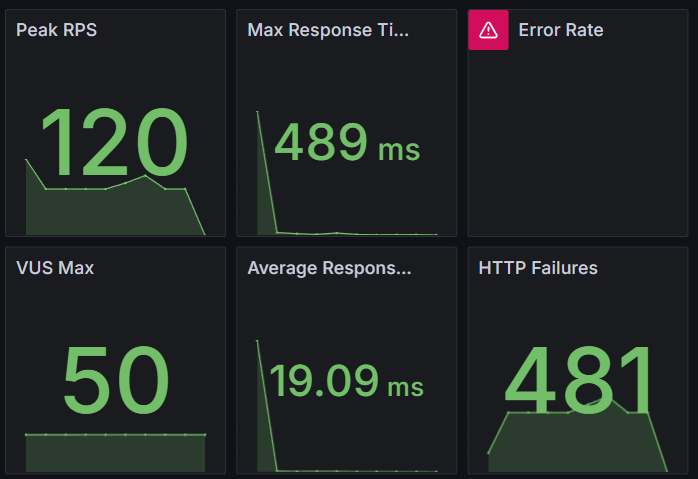 Peak RPS
120
Max Response Ti...
489 ms
Error Rate
VUS Max
50
Average Respons...
19.09 ms
HTTP Failures
481